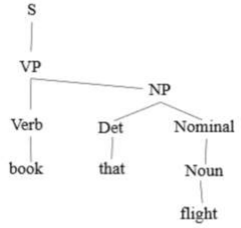 S
VP
NP
Verb Det Nominal
book that Noun
flight